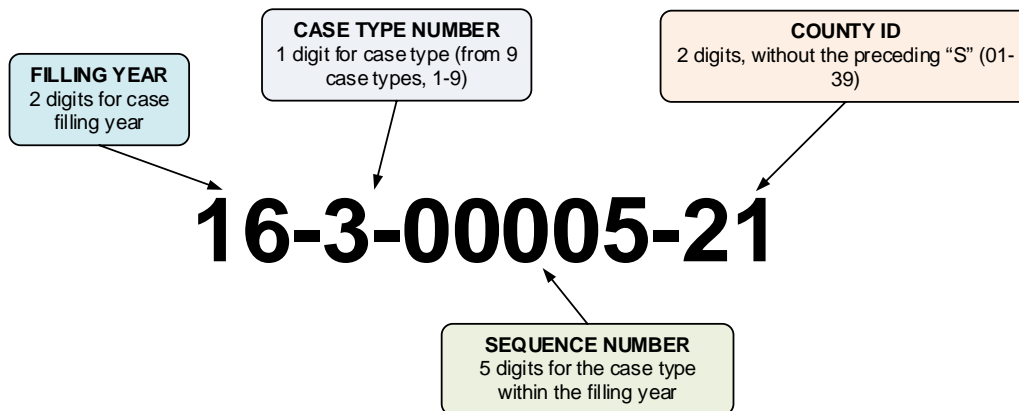 CASE TYPE NUMBER
1 digit for case type (from 9
case types, 1-9)
COUNTY ID
2 digits, without the preceding “S” (01-
39)
FILLING YEAR
2 digits for case
filling year
16-3-00005-21
SEQUENCE NUMBER
5 digits for the case type
within the filling year